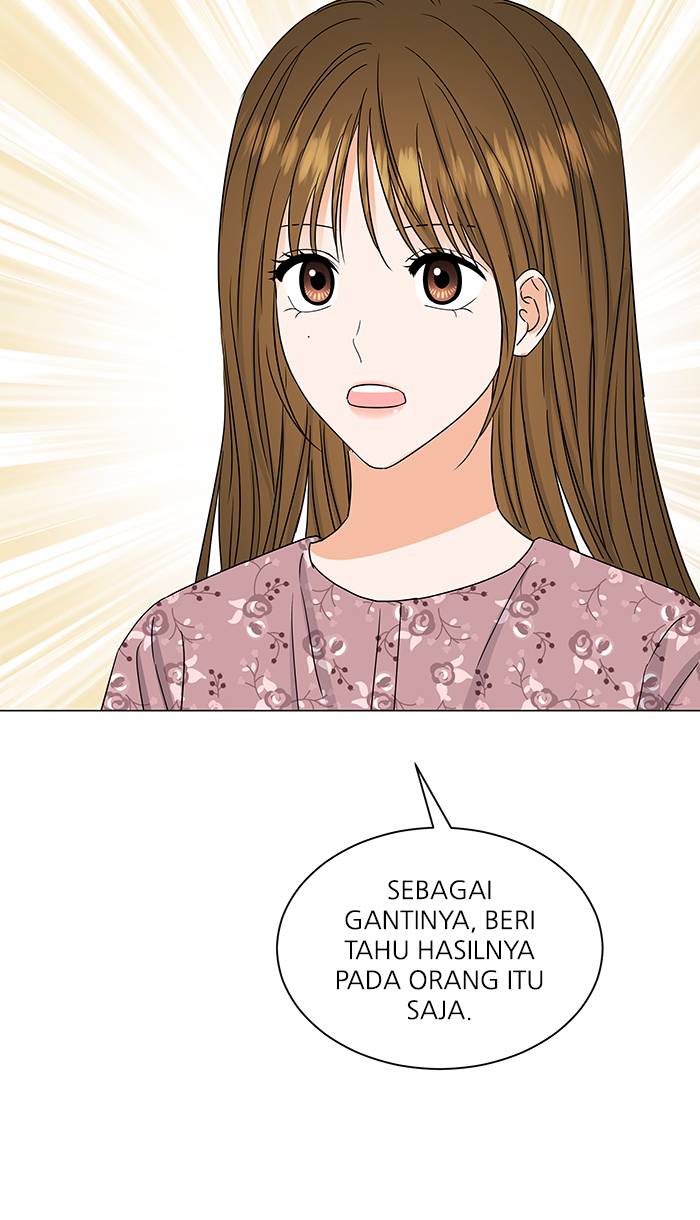 SEBAGAI
GANTINYA, BERI
TAHU HASILNYA
PADA ORANG ITU
SAJA.